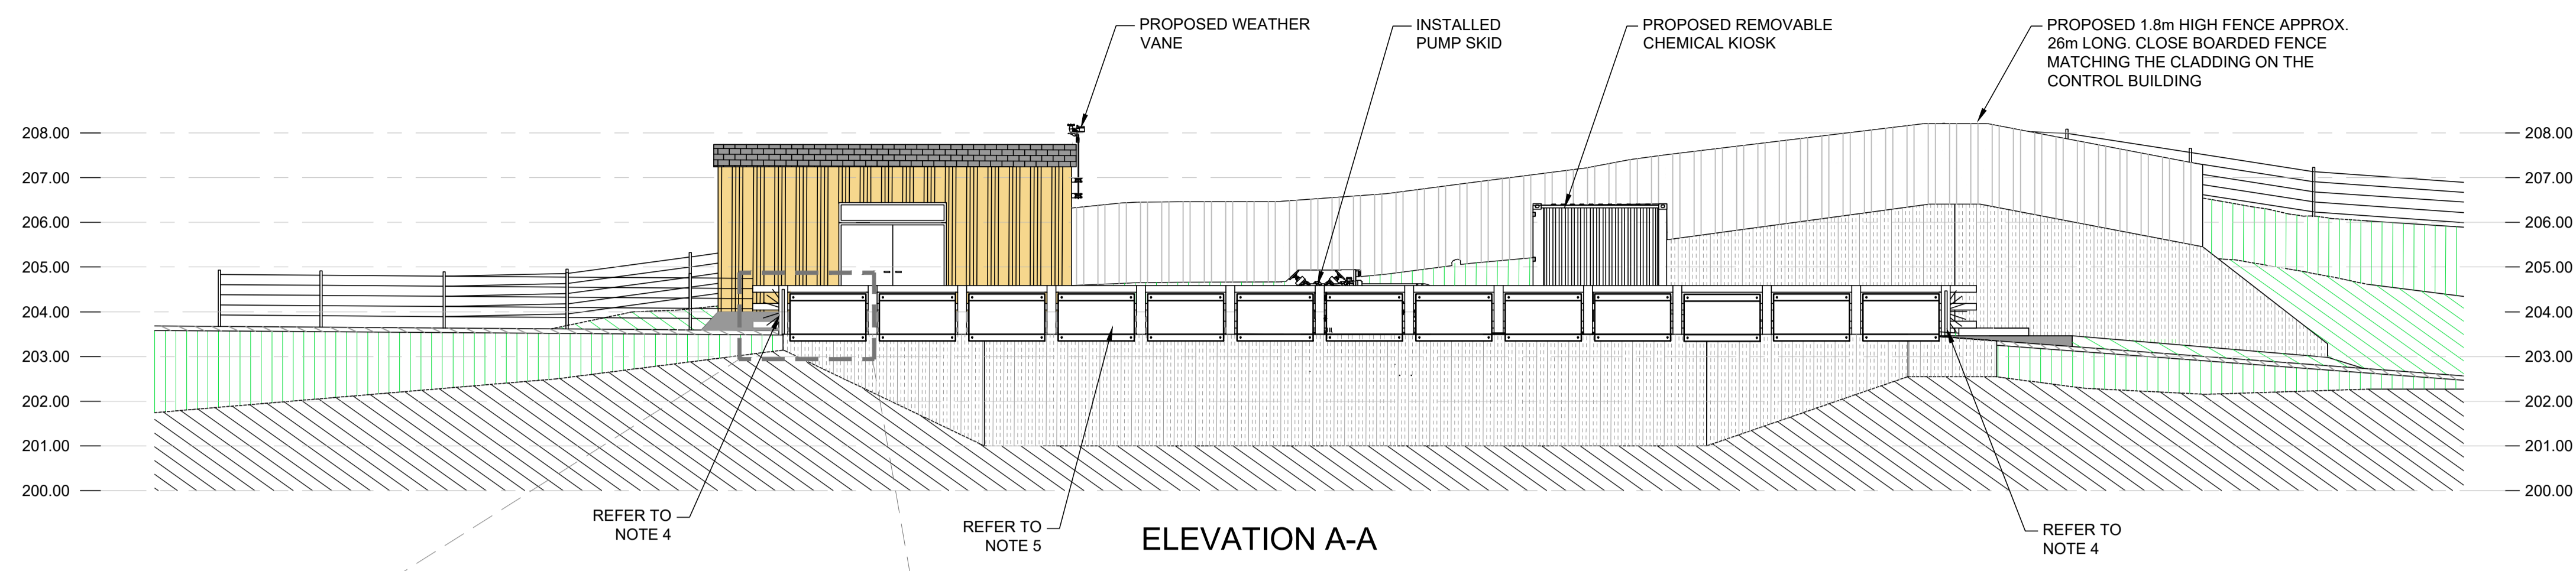 PROPOSED WEATHER
VANE
INSTALLED
PUMP SKID
PROPOSED REMOVABLE
CHEMICAL KIOSK
PROPOSED 1.8m HIGH FENCE APPROX.
26m LONG. CLOSE BOARDED FENCE
MATCHING THE CLADDING ON THE
CONTROL BUILDING
208.00
207.00
206.00
205.00
204.00
203.00
202.00
201.00
200.00
208.00
207.00
206.00
205.00
204.00
203.00
202.00
201.00
200.00
REFER TO
NOTE 4
REFER TO
NOTE 5
ELEVATION A-A
REFER TO
NOTE 4